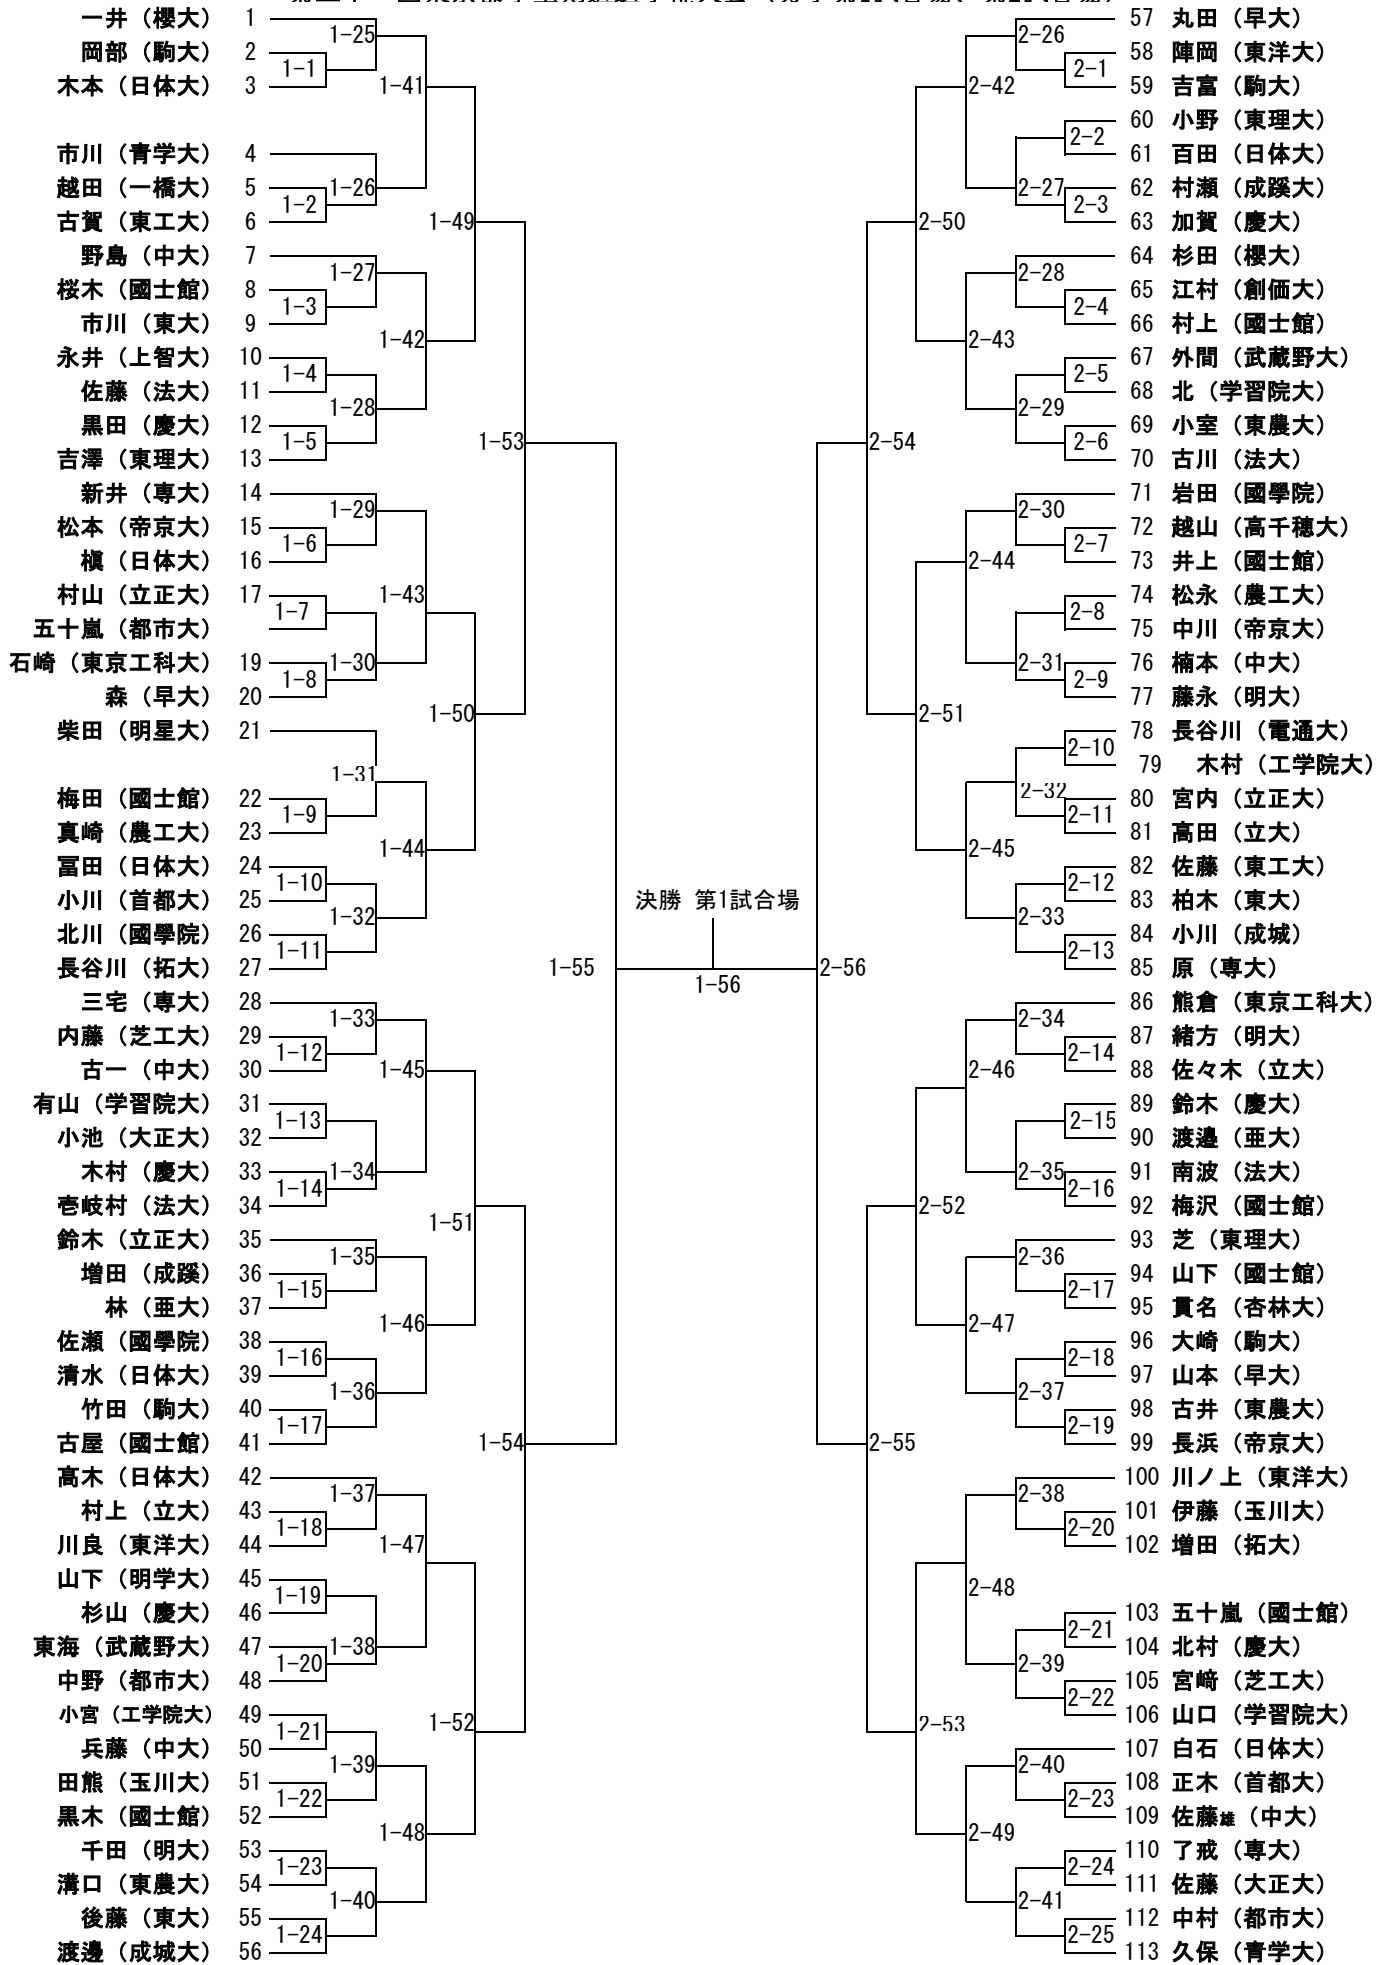 一井（櫻大） 1
岡部（駒大） 2
木本（日体大） 3
市川（青学大） 4
越田（一橋大） 5
古賀（東工大） 6
野島（中大） 7
桜木（國士館） 8
市川（東大） 9
永井（上智大） 10
佐藤（法大） 11
黒田（慶大） 12
吉澤（東理大） 13
新井（専大） 14
松本（帝京大） 15
槇（日体大） 16
村山（立正大） 17
五十嵐（都市大）
石崎（東京工科大） 19
森（早大） 20
柴田（明星大） 21
梅田（國士館） 22
真崎（農工大） 23
冨田（日体大） 24
小川（首都大） 25
北川（國學院） 26
長谷川（拓大） 27
三宅（専大） 28
内藤（芝工大） 29
古一（中大） 30
有山（学習院大） 31
小池（大正大） 32
木村（慶大） 33
壱岐村（法大） 34
鈴木（立正大） 35
増田（成蹊） 36
林（亜大） 37
佐瀬（國學院） 38
清水（日体大） 39
竹田（駒大） 40
古屋（國士館） 41
高木（日体大） 42
村上（立大） 43
川良（東洋大） 44
山下（明学大） 45
杉山（慶大） 46
東海（武蔵野大） 47
中野（都市大） 48
小宮（工学院大） 49
兵藤（中大） 50
田熊（玉川大） 51
黒木（國士館） 52
千田（明大） 53
溝口（東農大） 54
後藤（東大） 55
渡邊（成城大） 56
1-1
1-2
1-3
1-4
1-5
1-6
1-7
1-8
1-9
1-10
1-11
1-12
1-13
1-14
1-15
1-16
1-17
1-18
1-19
1-20
1-21
1-22
1-23
1-24
1-25
1-26
1-27
1-28
1-29
1-30
1-31
1-32
1-33
1-34
1-35
1-36
1-37
1-38
1-39
1-40
1-41
1-42
1-43
1-44
1-45
1-46
1-47
1-48
1-49
1-50
1-51
1-52
1-53
1-54
1-55
決勝 第1試合場
1-56
2-56
2-54
2-55
2-50
2-51
2-52
2-53
2-42
2-43
2-44
2-45
2-46
2-47
2-48
2-49
2-26
2-27
2-28
2-29
2-30
2-31
2-32
2-33
2-34
2-35
2-36
2-37
2-38
2-39
2-40
2-41
2-1
2-2
2-3
2-4
2-5
2-6
2-7
2-8
2-9
2-10
2-11
2-12
2-13
2-14
2-15
2-16
2-17
2-18
2-19
2-20
2-21
2-22
2-23
2-24
2-25
57 丸田（早大）
58 陣岡（東洋大）
59 吉富（駒大）
60 小野（東理大）
61 百田（日体大）
62 村瀬（成蹊大）
63 加賀（慶大）
64 杉田（櫻大）
65 江村（創価大）
66 村上（國士館）
67 外間（武蔵野大）
68 北（学習院大）
69 小室（東農大）
70 古川（法大）
71 岩田（國學院）
72 越山（高千穂大）
73 井上（國士館）
74 松永（農工大）
75 中川（帝京大）
76 楠本（中大）
77 藤永（明大）
78 長谷川（電通大）
79 木村（工学院大）
80 宮内（立正大）
81 高田（立大）
82 佐藤（東工大）
83 柏木（東大）
84 小川（成城）
85 原（専大）
86 熊倉（東京工科大）
87 緒方（明大）
88 佐々木（立大）
89 鈴木（慶大）
90 渡邉（亜大）
91 南波（法大）
92 梅沢（國士館）
93 芝（東理大）
94 山下（國士館）
95 貫名（杏林大）
96 大崎（駒大）
97 山本（早大）
98 古井（東農大）
99 長浜（帝京大）
100 川ノ上（東洋大）
101 伊藤（玉川大）
102 増田（拓大）
103 五十嵐（國士館）
104 北村（慶大）
105 宮﨑（芝工大）
106 山口（学習院大）
107 白石（日体大）
108 正木（首都大）
109 佐藤雄（中大）
110 了戒（専大）
111 佐藤（大正大）
112 中村（都市大）
113 久保（青学大）